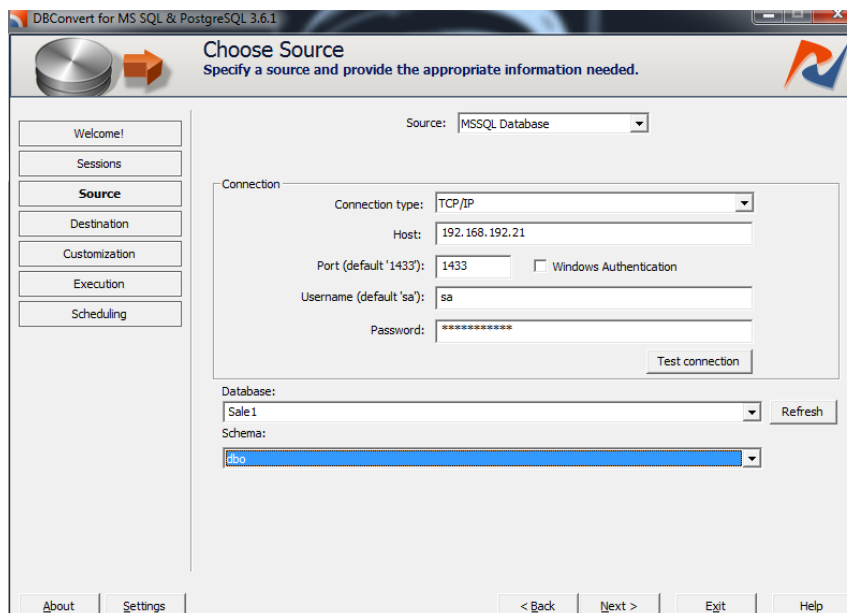 DBConvert for MS SQL & PostgreSQL 3.6.1
Choose Source
Specify a source and provide the appropriate information needed.
Welcome!
Sessions
Source
Destination
Customization
Execution
Scheduling
Source: MSSQL Database
Connection
Connection type: TCP/IP
Host: 192.168.192.21
Port (default '1433'): 1433 Windows Authentication
Username (default 'sa'): sa
Password: ***********
Test connection
Database:
Sale1 Refresh
Schema:
dbo
About Settings < Back Next > Exit Help